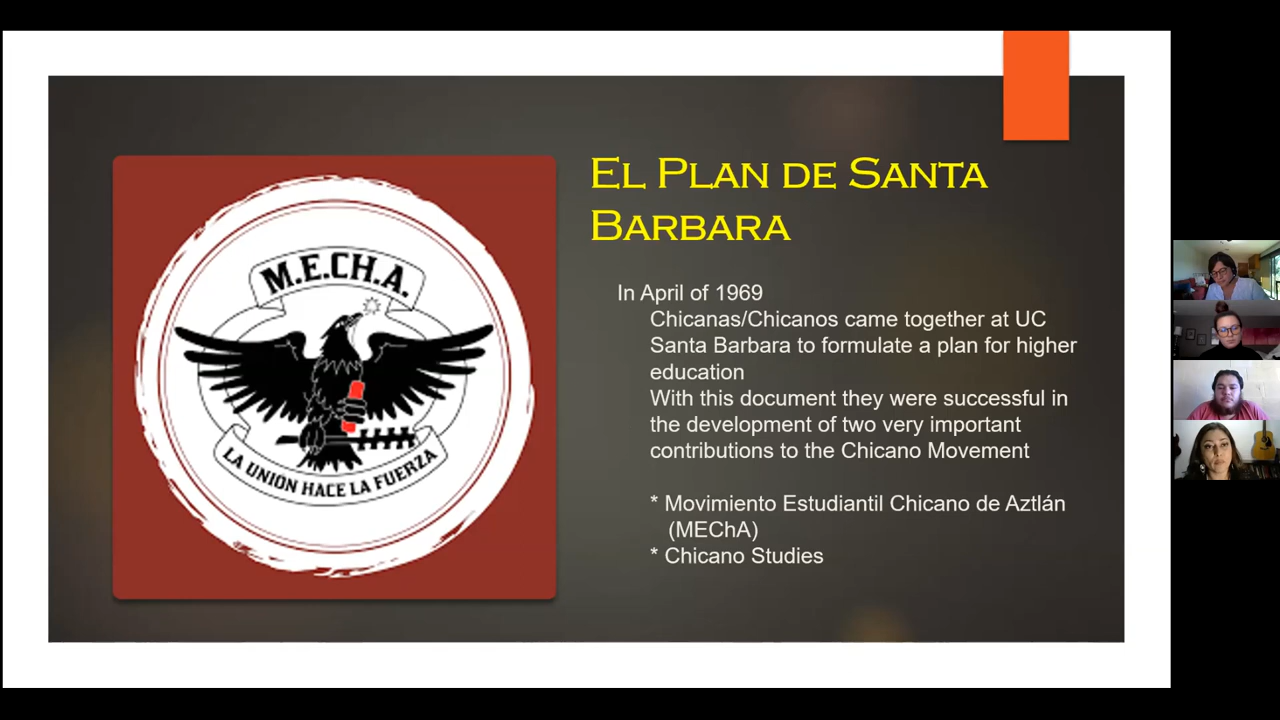 M.E.CH.A.
LA UNION HACE LA FUERZA
EL PLAN DE SANTA
BARBARA
In April of 1969
Chicanas/Chicanos came together at UC
Santa Barbara to formulate a plan for higher
education
With this document they were successful in
the development of two very important
contributions to the Chicano Movement
* Movimiento Estudiantil Chicano de Aztlán
(MEChA)
* Chicano Studies